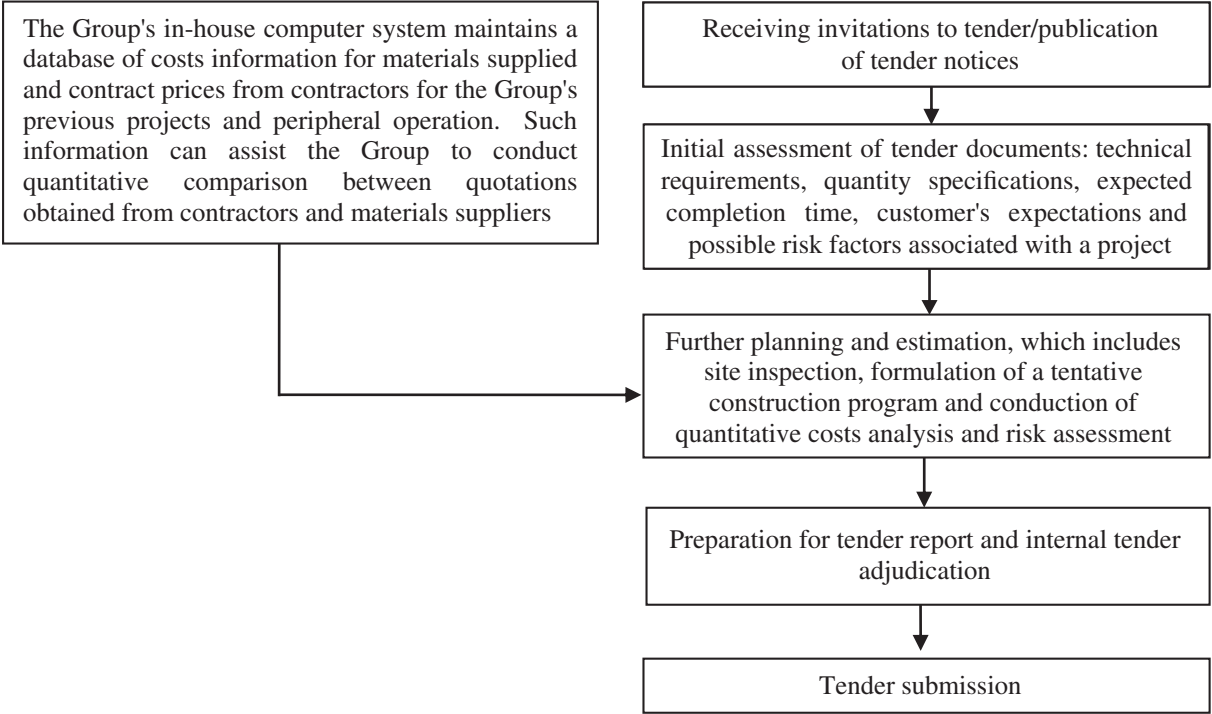 The Group's in-house computer system maintains a
database of costs information for materials supplied
and contract prices from contractors for the Group's
previous projects and peripheral operation. Such
information can assist the Group to conduct
quantitative comparison between quotations
obtained from contractors and materials suppliers
Receiving invitations to tender/publication
of tender notices
Initial assessment of tender documents: technical
requirements, quantity specifications, expected
completion time, customer's expectations and
possible risk factors associated with a project
Further planning and estimation, which includes
site inspection, formulation of a tentative
construction program and conduction of
quantitative costs analysis and risk assessment
Preparation for tender report and internal tender
adjudication
Tender submission